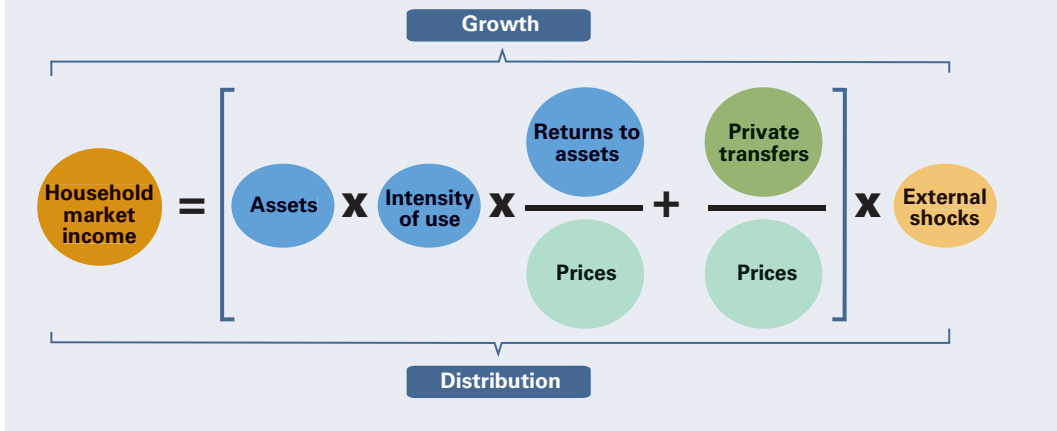 Growth
Household
market
income
=
Assets
x
Intensity
of use
x
Returns to
assets
Prices
+
Private
transfers
Prices
x
External
shocks
Distribution